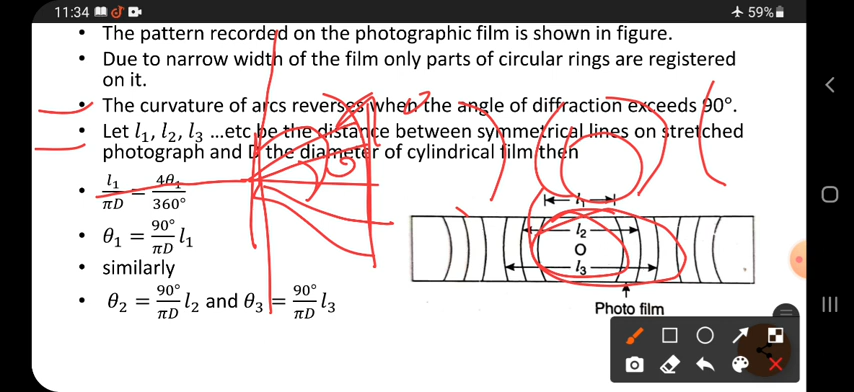 11:34
59%
• The pattern recorded on the photographic film is shown in figure.
• Due to narrow width of the film only parts of circular rings are registered
on it.
• The curvature of arcs reverses when the angle of diffraction exceeds 90°.
• Let l₁, l₂, l₃ ...etc be the distance between symmetrical lines on stretched
photograph and D the diameter of cylindrical film then
• l₁/πD = 4θ₁/360°
• θ₁ = 90°/πD l₁
• similarly
• θ₂ = 90°/πD l₂ and θ₃ = 90°/πD l₃
l₂
O
l₃
Photo film